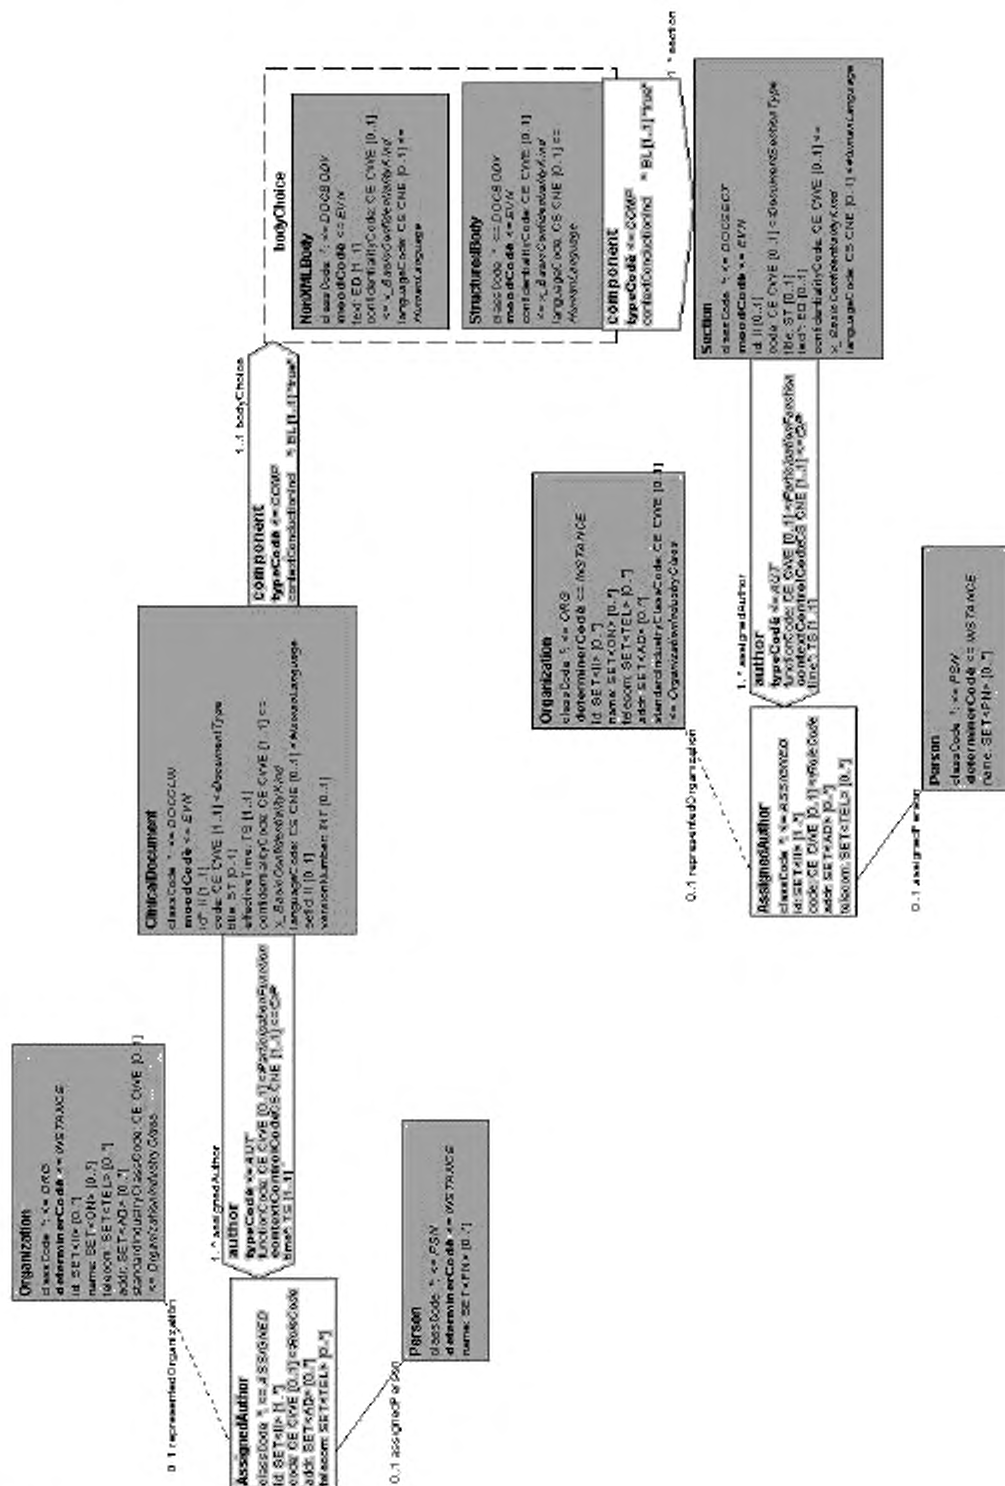 bodyChoice
NonXMLBody
classCode *: <= DOCBODY
moodCode <= EVN
text: ED [1..1]
confidentialityCode: CE CWE [0..1]
<= x_BasicConfidentialityKind
languageCode: CS CNE [0..1] <=
HumanLanguage
StructuredBody
classCode *: <= DOCBODY
moodCode <= EVN
confidentialityCode: CE CWE [0..1]
<= x_BasicConfidentialityKind
languageCode: CS CNE [0..1] <=
HumanLanguage
component
typeCode <= COMP
contextConductionInd *: BL [1..1] "true"
1..* section
Section
classCode *: <= DOCSECT
moodCode <= EVN
id: II [0..1]
code: CE CWE [0..1] <= DocumentSectionType
title: ST [0..1]
text*: ED [0..1]
confidentialityCode: CE CWE [0..1] <=
x_BasicConfidentialityKind
languageCode: CS CNE [0..1] <= HumanLanguage
1..1 bodyChoice
component
typeCode <= COMP
contextConductionInd *: BL [1..1] "true"
ClinicalDocument
classCode *: <= DOCCLIN
moodCode <= EVN
id*: II [1..1]
code: CE CWE [1..1] <= DocumentType
title: ST [0..1]
effectiveTime: TS [1..1]
confidentialityCode: CE CWE [1..1] <=
x_BasicConfidentialityKind
languageCode: CS CNE [0..1] <= HumanLanguage
setId: II [0..1]
versionNumber: INT [0..1]
Organization
classCode *: <= ORG
determinerCode <= INSTANCE
id: SET<II> [0..*]
name: SET<ON> [0..*]
telecom: SET<TEL> [0..*]
addr: SET<AD> [0..*]
standardIndustryClassCode: CE CWE [0..1]
<= OrganizationIndustryClass
1..* assignedAuthor
author
typeCode <= AUT
functionCode: CE CWE [0..1] <= ParticipationFunction
contextControlCode: CS CNE [1..1] <= OP
time*: TS [1..1]
0..1 representedOrganization
AssignedAuthor
classCode *: <= ASSIGNED
id: SET<II> [1..*]
code: CE CWE [0..1] <= RoleCode
addr: SET<AD> [0..*]
telecom: SET<TEL> [0..*]
Person
classCode *: <= PSN
determinerCode <= INSTANCE
name: SET<PN> [0..*]
0..1 assignedPerson
Organization
classCode *: <= ORG
determinerCode <= INSTANCE
id: SET<II> [0..*]
name: SET<ON> [0..*]
telecom: SET<TEL> [0..*]
addr: SET<AD> [0..*]
standardIndustryClassCode: CE CWE [0..1]
<= OrganizationIndustryClass
1..* assignedAuthor
author
typeCode <= AUT
functionCode: CE CWE [0..1] <= ParticipationFunction
contextControlCode: CS CNE [1..1] <= OP
time*: TS [1..1]
0..1 representedOrganization
AssignedAuthor
classCode *: <= ASSIGNED
id: SET<II> [1..*]
code: CE CWE [0..1] <= RoleCode
addr: SET<AD> [0..*]
telecom: SET<TEL> [0..*]
Person
classCode *: <= PSN
determinerCode <= INSTANCE
name: SET<PN> [0..*]
0..1 assignedPerson